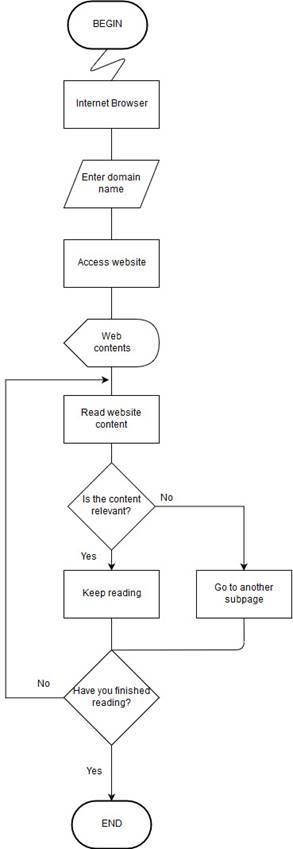 BEGIN
Internet Browser
Enter domain
name
Access website
Web
contents
Read website
content
Is the content
relevant?
No
Yes
Keep reading
Go to another
subpage
No
Have you finished
reading?
Yes
END